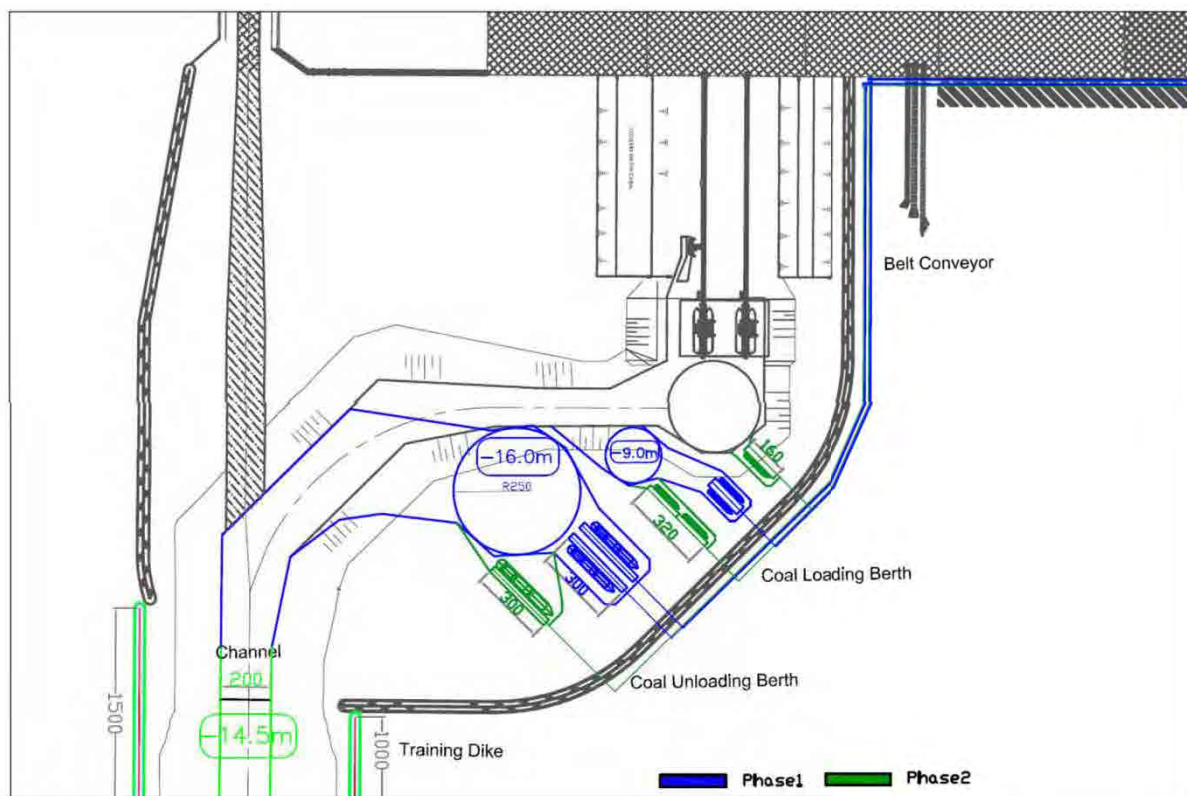 Belt Conveyor
160
-16.0m
-9.0m
R250
320
Coal Loading Berth
300
300
Channel
200
Coal Unloading Berth
-14.5m
1500
Training Dike
1000
Phase1
Phase2